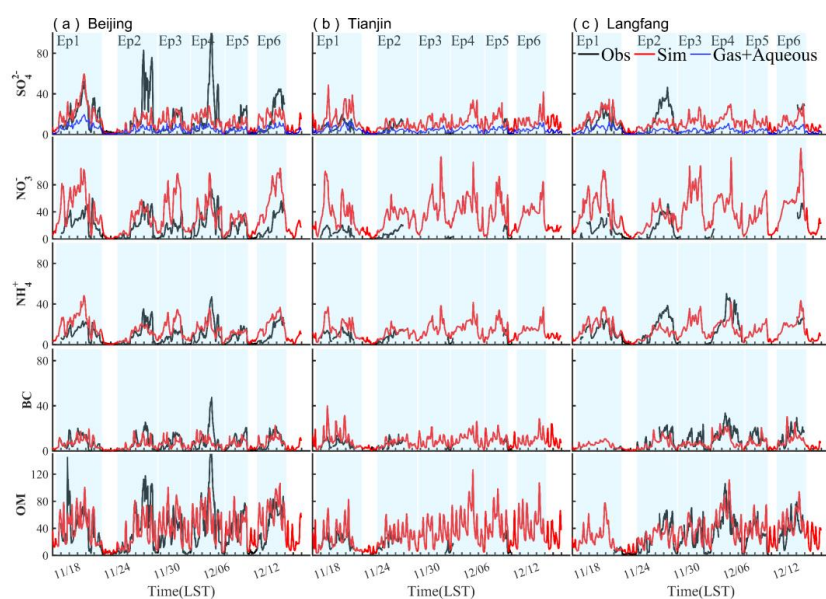 ( a ) Beijing ( b ) Tianjin ( c ) Langfang
Ep1 Ep2 Ep3 Ep4 Ep5 Ep6 Ep1 Ep2 Ep3 Ep4 Ep5 Ep6 Ep1 Ep2 Ep3 Ep4 Ep5 Ep6
Obs Sim Gas+Aqueous
80
SO₄²⁻
40
0
80
NO₃⁻
40
0
80
NH₄⁺
40
0
80
BC
40
0
120
80
OM
40
0
11/18 11/24 11/30 12/06 12/12 11/18 11/24 11/30 12/06 12/12 11/18 11/24 11/30 12/06 12/12
Time(LST) Time(LST) Time(LST)